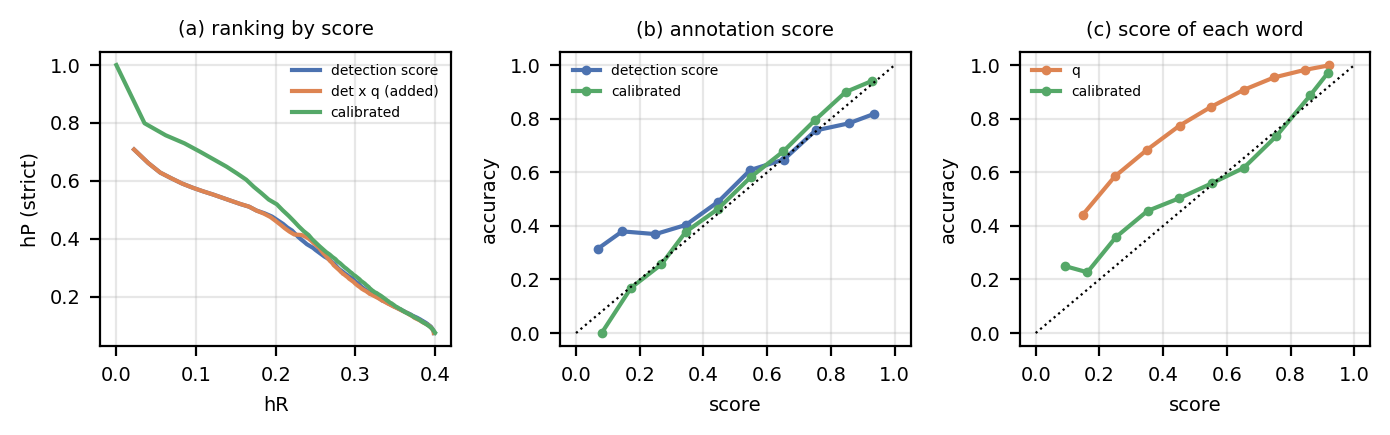 (a) ranking by score
hP (strict)
1.0
0.8
0.6
0.4
0.2
detection score
det x q (added)
calibrated
0.0 0.1 0.2 0.3 0.4
hR
(b) annotation score
accuracy
1.0
0.8
0.6
0.4
0.2
0.0
detection score
calibrated
0.0 0.2 0.4 0.6 0.8 1.0
score
(c) score of each word
accuracy
1.0
0.8
0.6
0.4
0.2
0.0
q
calibrated
0.0 0.2 0.4 0.6 0.8 1.0
score